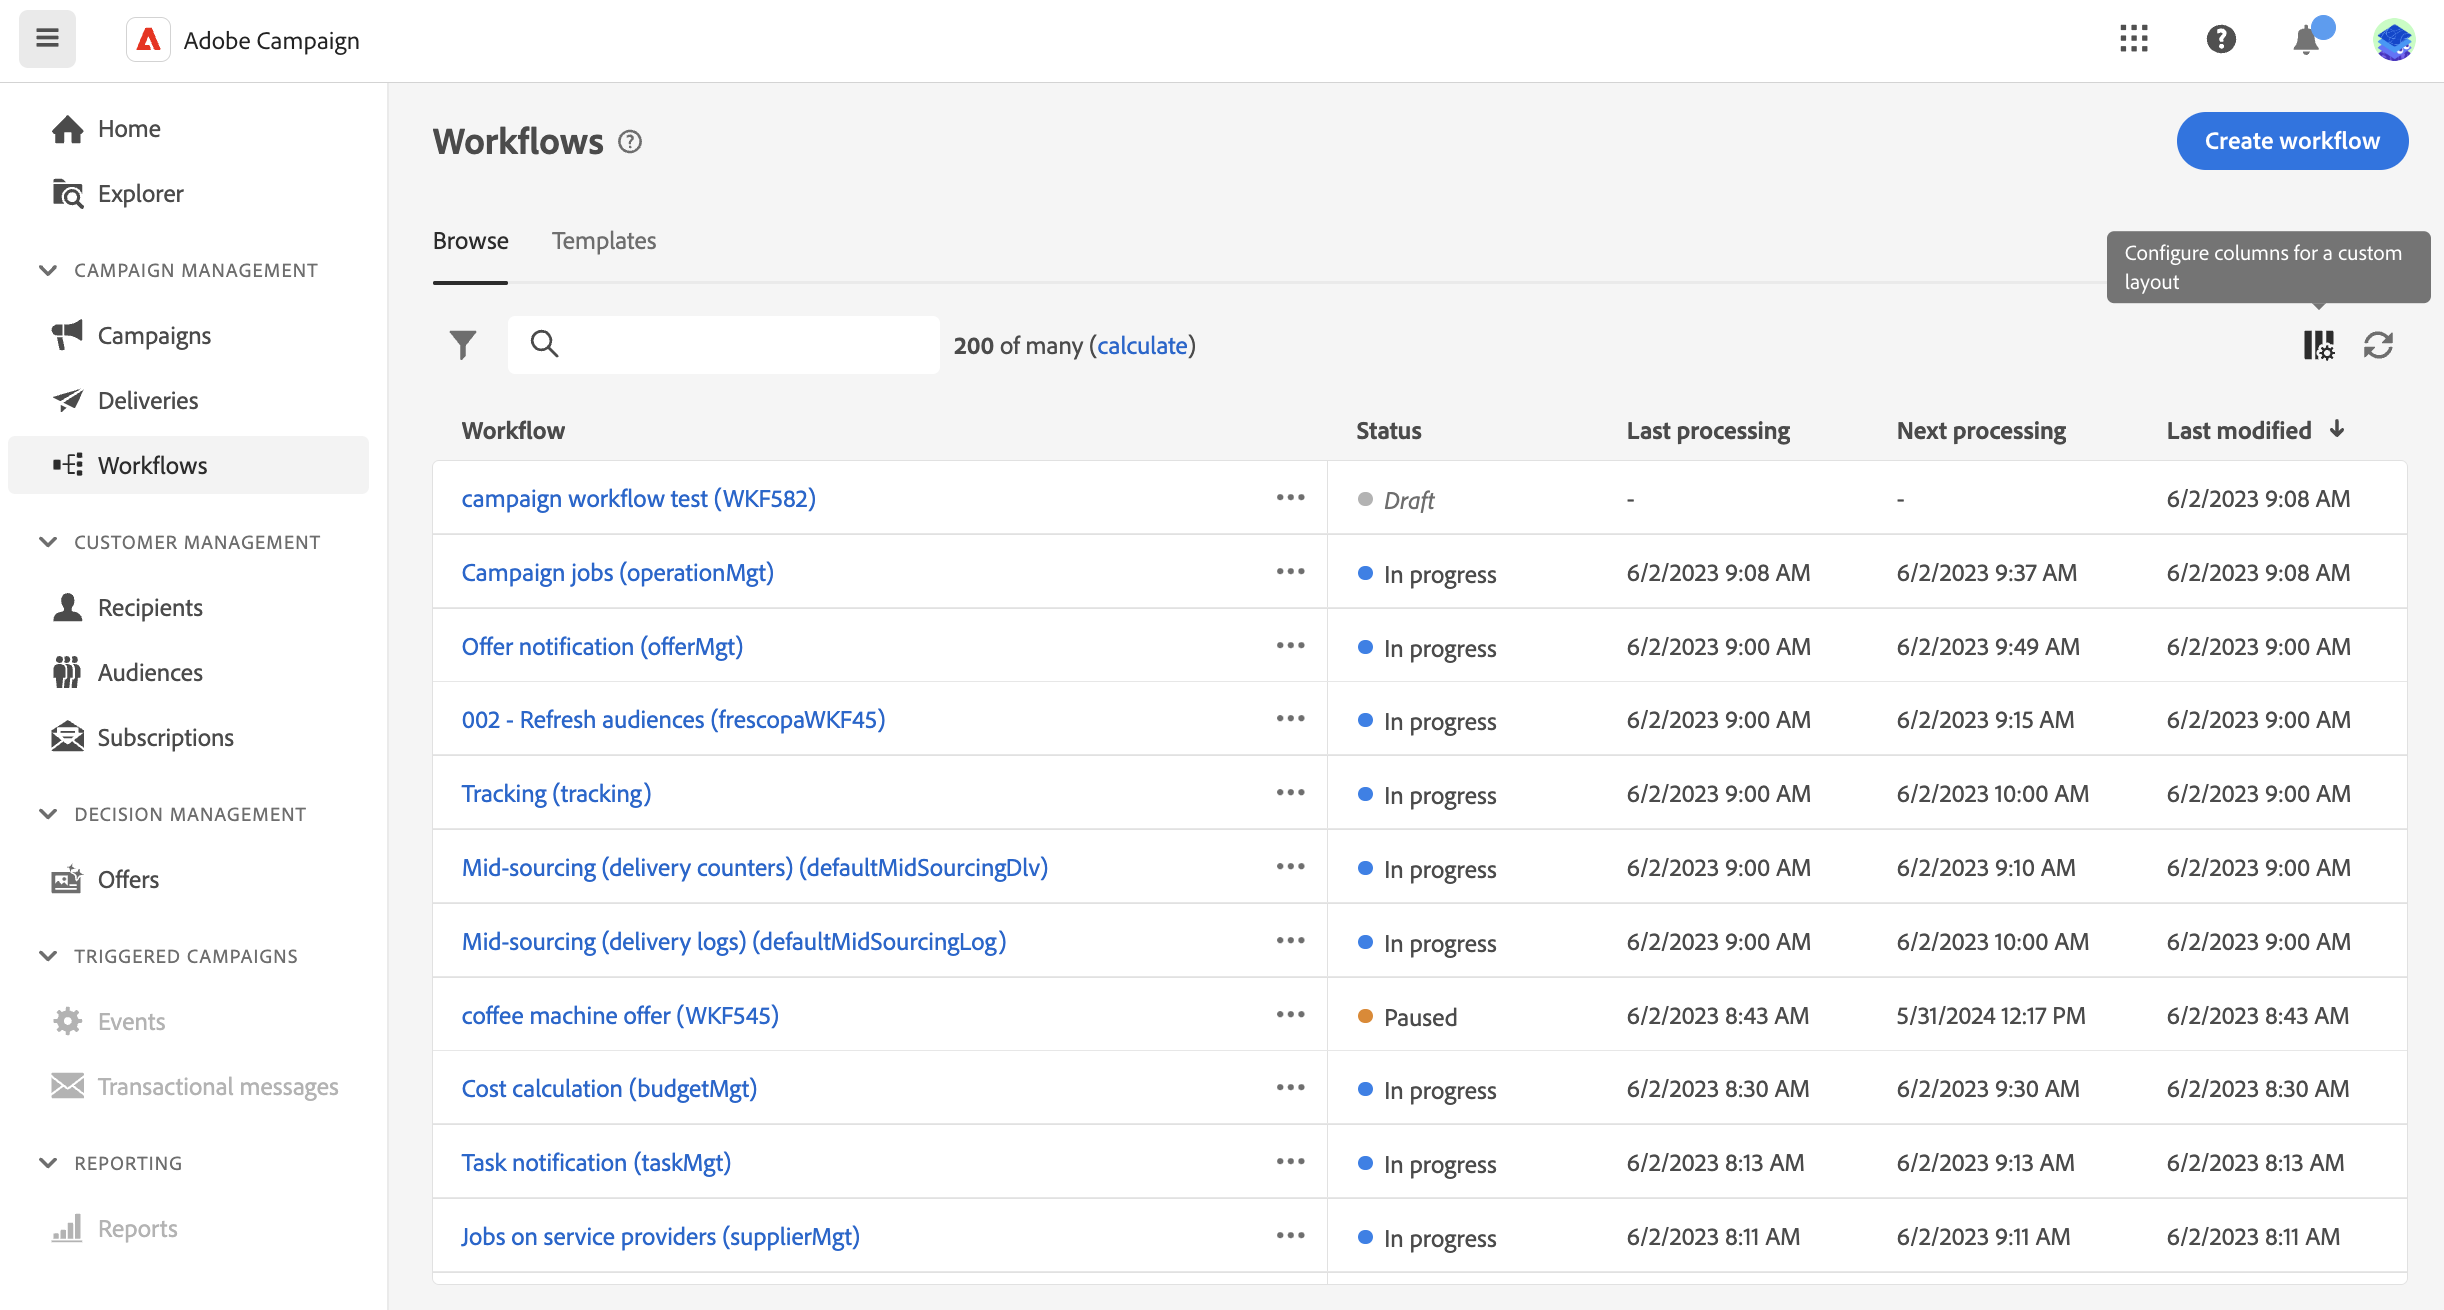 Adobe Campaign
Home
Explorer
CAMPAIGN MANAGEMENT
Campaigns
Deliveries
Workflows
CUSTOMER MANAGEMENT
Recipients
Audiences
Subscriptions
DECISION MANAGEMENT
Offers
TRIGGERED CAMPAIGNS
Events
Transactional messages
REPORTING
Reports
Workflows
Create workflow
Browse Templates
Configure columns for a custom
layout
200 of many (calculate)
Workflow Status Last processing Next processing Last modified
campaign workflow test (WKF582) Draft - - 6/2/2023 9:08 AM
Campaign jobs (operationMgt) In progress 6/2/2023 9:08 AM 6/2/2023 9:37 AM 6/2/2023 9:08 AM
Offer notification (offerMgt) In progress 6/2/2023 9:00 AM 6/2/2023 9:49 AM 6/2/2023 9:00 AM
002 - Refresh audiences (frescopaWKF45) In progress 6/2/2023 9:00 AM 6/2/2023 9:15 AM 6/2/2023 9:00 AM
Tracking (tracking) In progress 6/2/2023 9:00 AM 6/2/2023 10:00 AM 6/2/2023 9:00 AM
Mid-sourcing (delivery counters) (defaultMidSourcingDlv) In progress 6/2/2023 9:00 AM 6/2/2023 9:10 AM 6/2/2023 9:00 AM
Mid-sourcing (delivery logs) (defaultMidSourcingLog) In progress 6/2/2023 9:00 AM 6/2/2023 10:00 AM 6/2/2023 9:00 AM
coffee machine offer (WKF545) Paused 6/2/2023 8:43 AM 5/31/2024 12:17 PM 6/2/2023 8:43 AM
Cost calculation (budgetMgt) In progress 6/2/2023 8:30 AM 6/2/2023 9:30 AM 6/2/2023 8:30 AM
Task notification (taskMgt) In progress 6/2/2023 8:13 AM 6/2/2023 9:13 AM 6/2/2023 8:13 AM
Jobs on service providers (supplierMgt) In progress 6/2/2023 8:11 AM 6/2/2023 9:11 AM 6/2/2023 8:11 AM